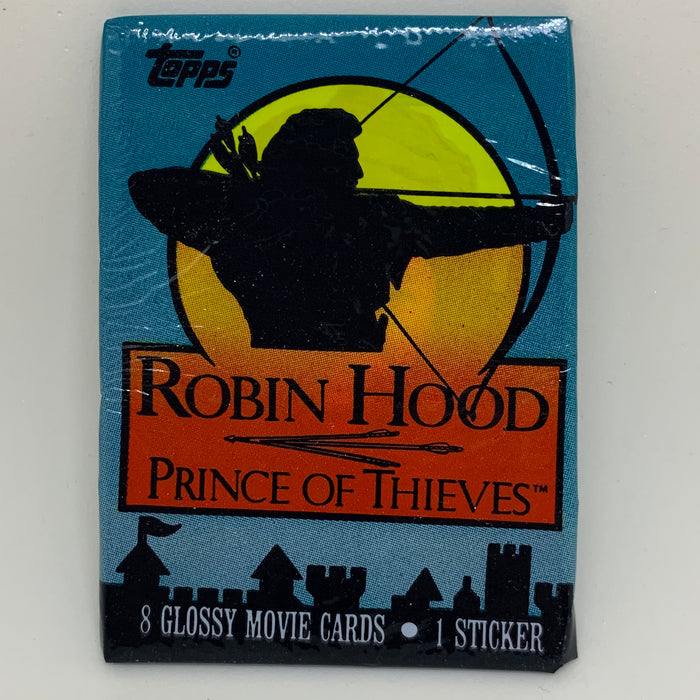 Topps®
ROBIN HOOD
PRINCE OF THIEVES™
8 GLOSSY MOVIE CARDS • 1 STICKER